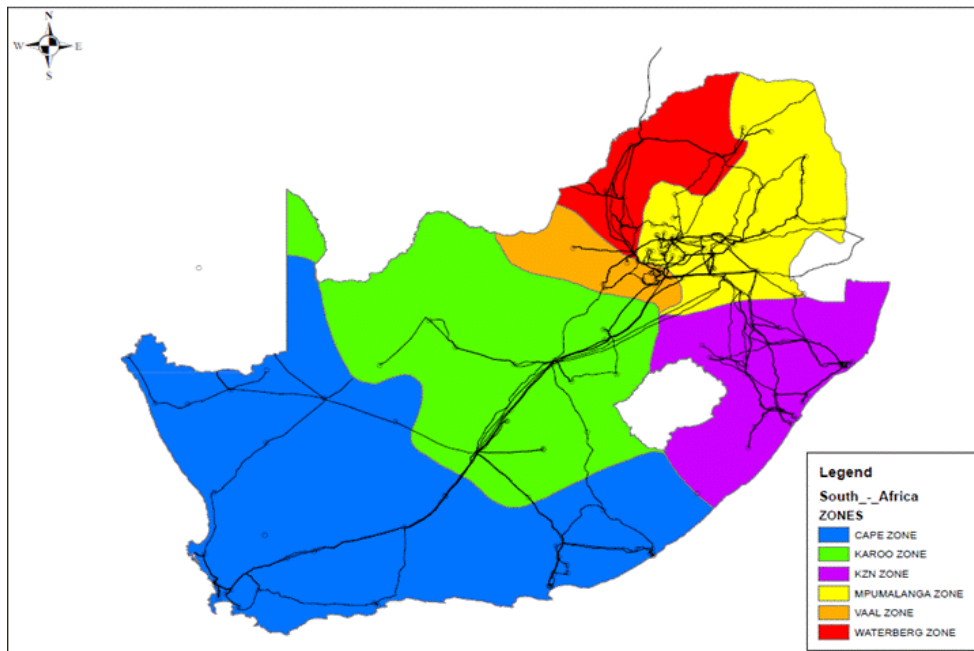 N
W E
S
Legend
South_-_Africa
ZONES
CAPE ZONE
KAROO ZONE
KZN ZONE
MPUMALANGA ZONE
VAAL ZONE
WATERBERG ZONE